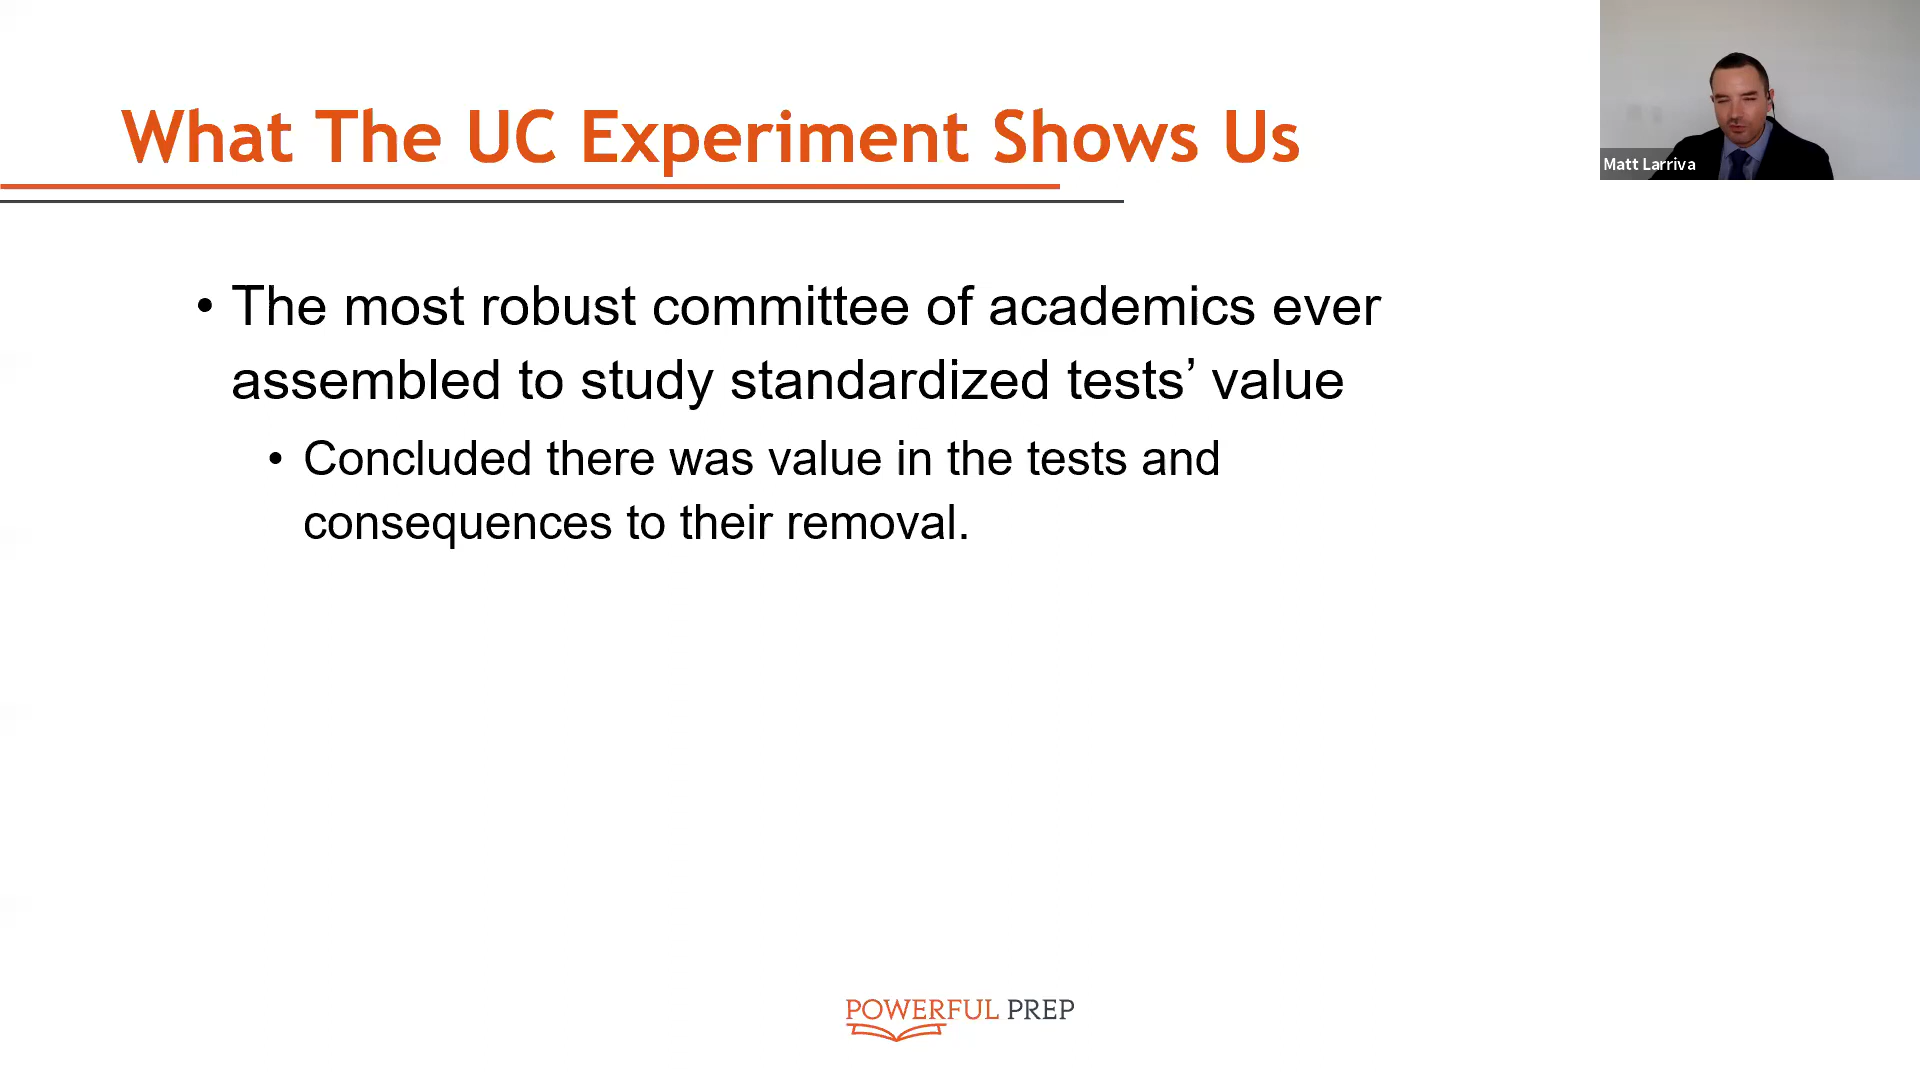 What The UC Experiment Shows Us
Matt Larriva
• The most robust committee of academics ever
assembled to study standardized tests’ value
• Concluded there was value in the tests and
consequences to their removal.
POWERFUL PREP